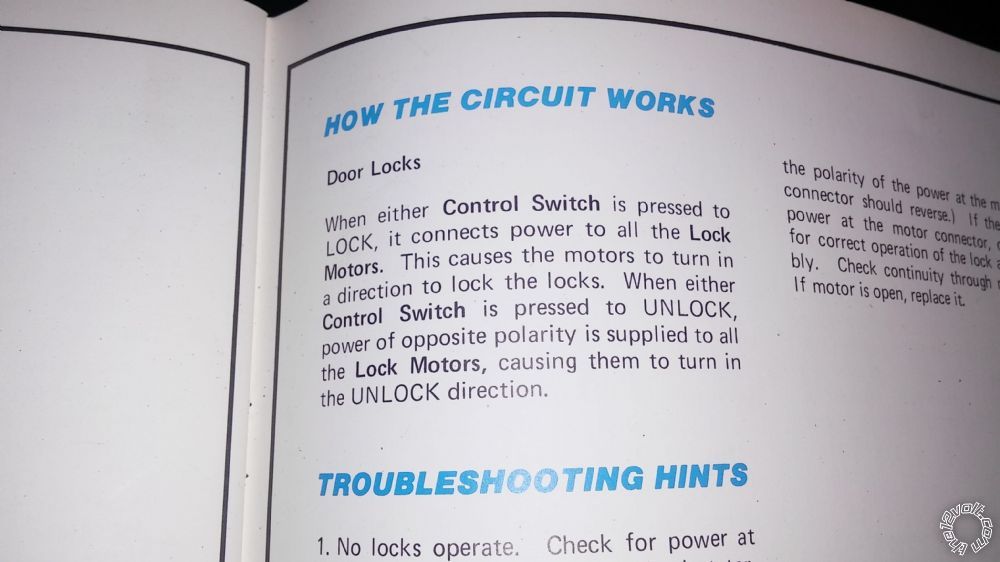 HOW THE CIRCUIT WORKS
Door Locks
When either Control Switch is pressed to
LOCK, it connects power to all the Lock
Motors. This causes the motors to turn in
a direction to lock the locks. When either
Control Switch is pressed to UNLOCK,
power of opposite polarity is supplied to all
the Lock Motors, causing them to turn in
the UNLOCK direction.
TROUBLESHOOTING HINTS
1. No locks operate. Check for power at
the polarity of the power at the
connector should reverse.) If
power at the motor connector,
for correct operation of the lock
bly. Check continuity through
If motor is open, replace it.
the12volt.com